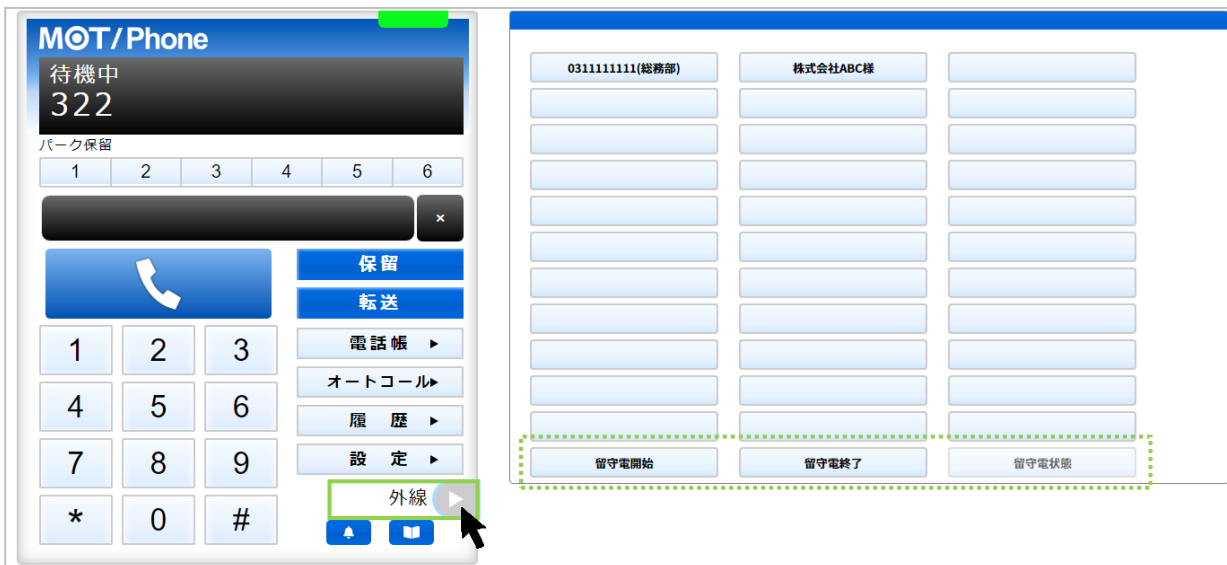 MOT/Phone
待機中
322
パーク保留
1 2 3 4 5 6
×
保留
転送
電話帳 ▶
オートコール▶
履 歴 ▶
設 定 ▶
外線
1 2 3
4 5 6
7 8 9
* 0 #
0311111111(総務部) 株式会社ABC様
留守電開始 留守電終了 留守電状態